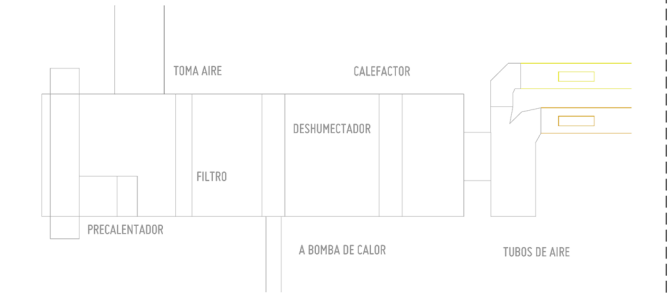 TOMA AIRE
CALEFACTOR
DESHUMECTADOR
FILTRO
PRECALENTADOR
A BOMBA DE CALOR
TUBOS DE AIRE